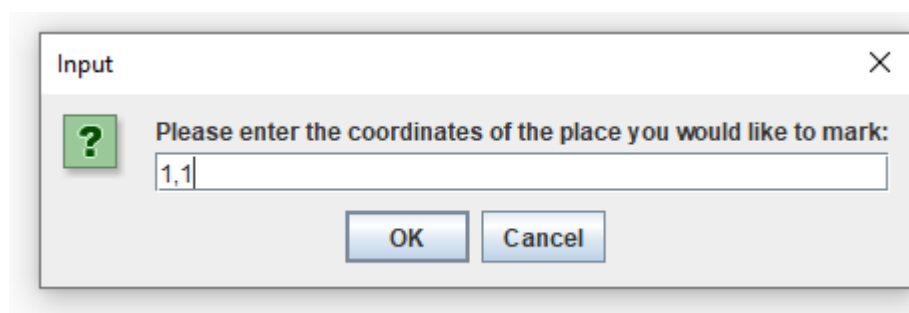 Input
?
Please enter the coordinates of the place you would like to mark:
1,1
OK Cancel